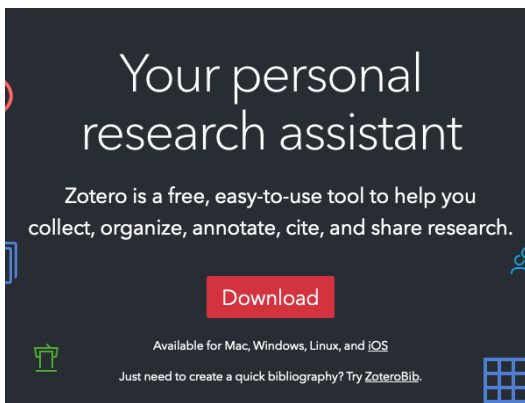 Your personal
research assistant
Zotero is a free, easy-to-use tool to help you
collect, organize, annotate, cite, and share research.
Download
Available for Mac, Windows, Linux, and iOS
Just need to create a quick bibliography? Try ZoteroBib.